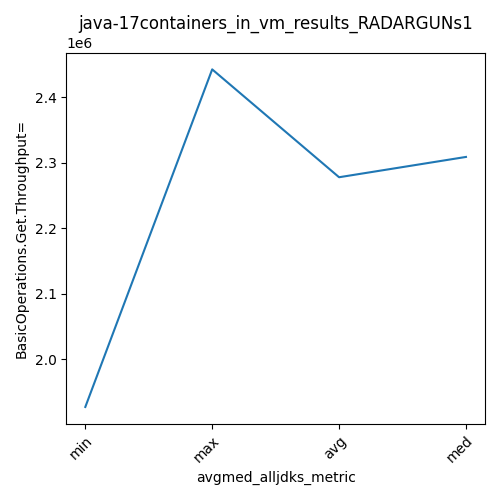 java-17containers_in_vm_results_RADARGUNs1
1e6
2.4
2.3
2.2
2.1
2.0
BasicOperations.Get.Throughput=
min
max
avg
med
avgmed_alljdks_metric